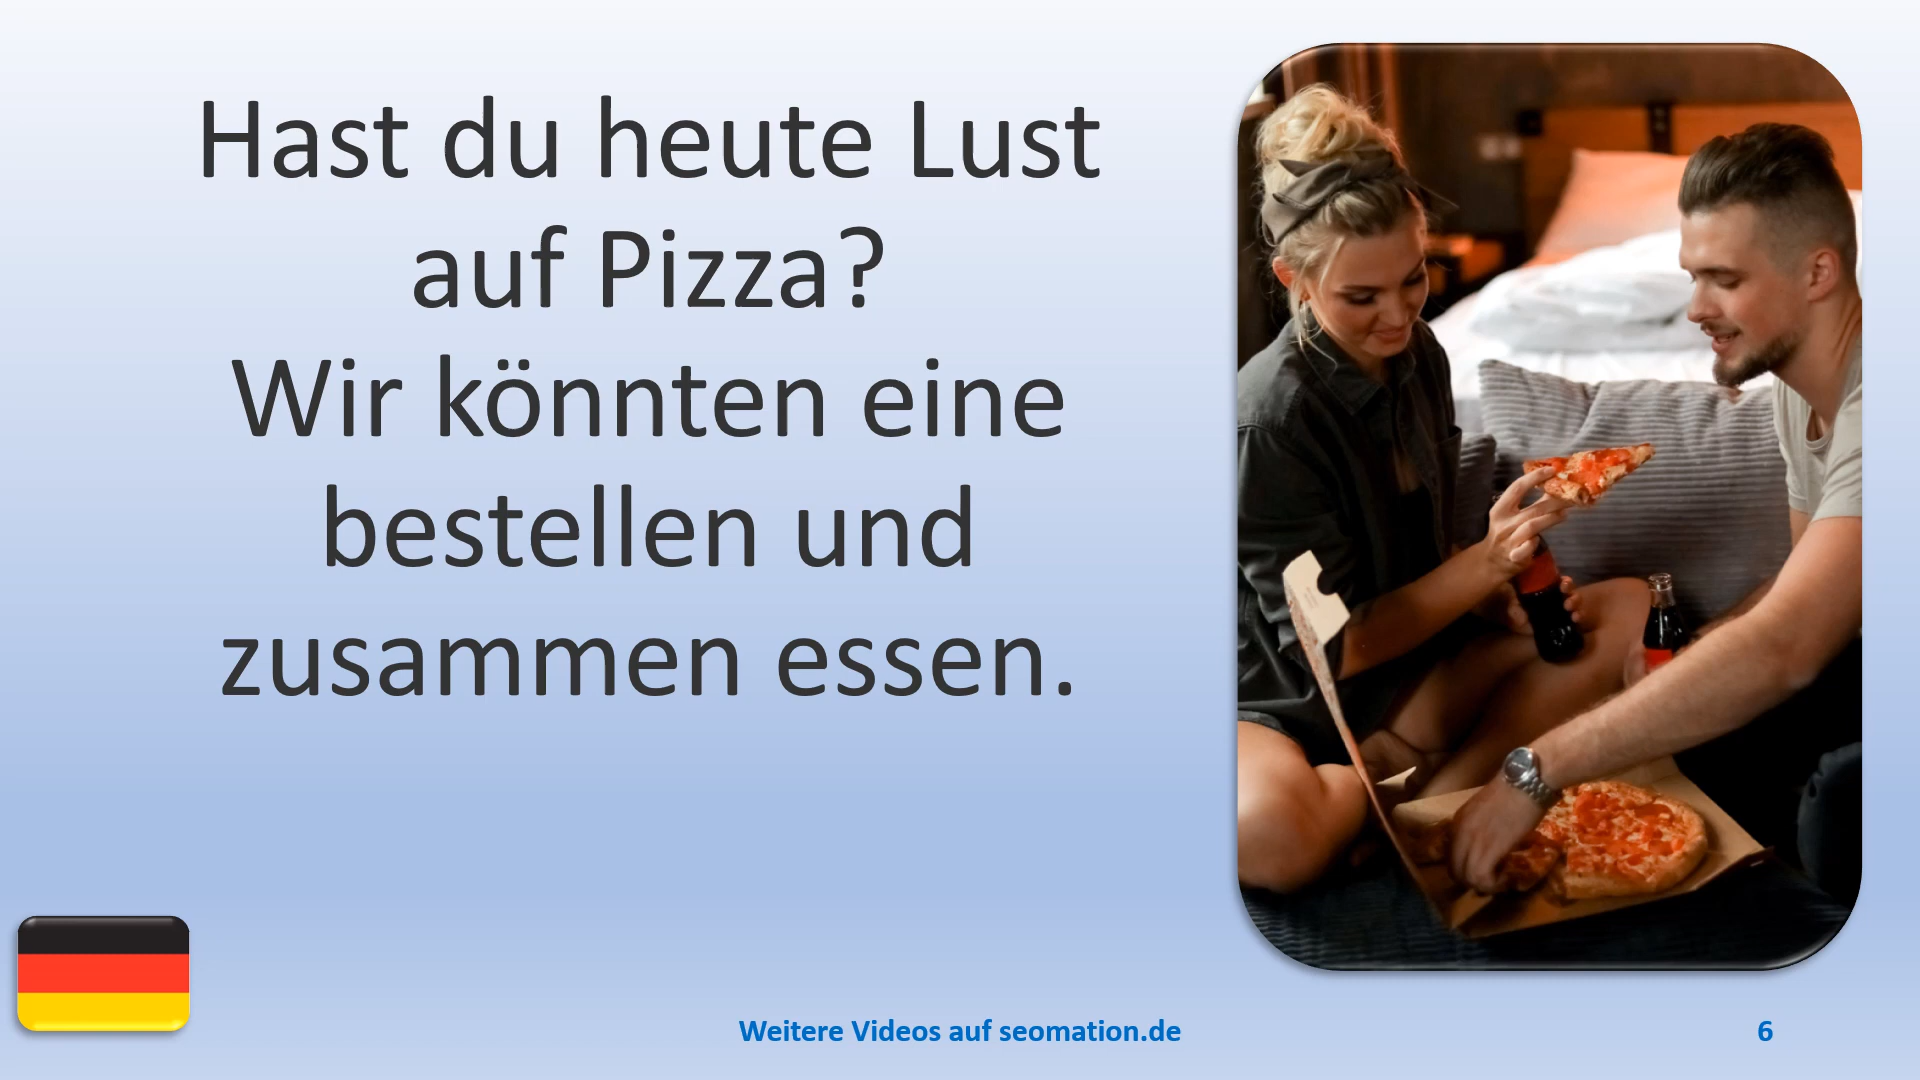 Hast du heute Lust
auf Pizza?
Wir könnten eine
bestellen und
zusammen essen.
Weitere Videos auf seomation.de
6